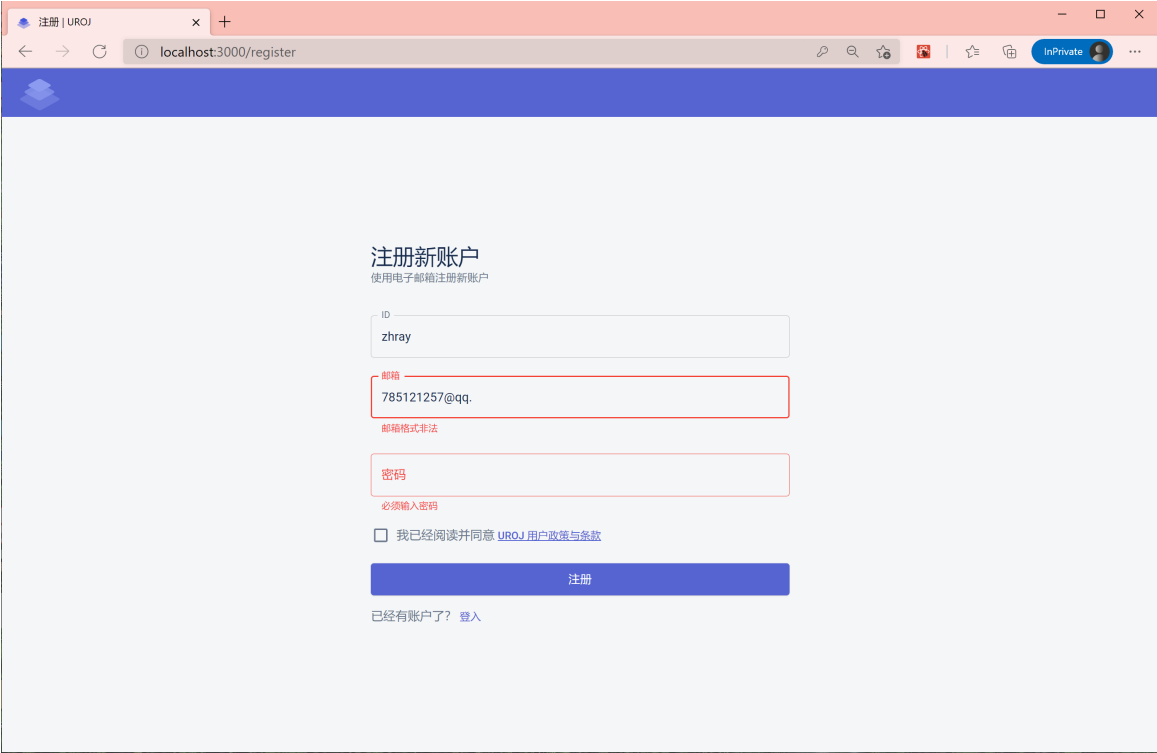 注册 | UROJ
localhost:3000/register
InPrivate
注册新账户
使用电子邮箱注册新账户
ID
zhray
邮箱
785121257@qq.
邮箱格式非法
密码
必须输入密码
我已经阅读并同意 UROJ 用户政策与条款
注册
已经有账户了? 登入